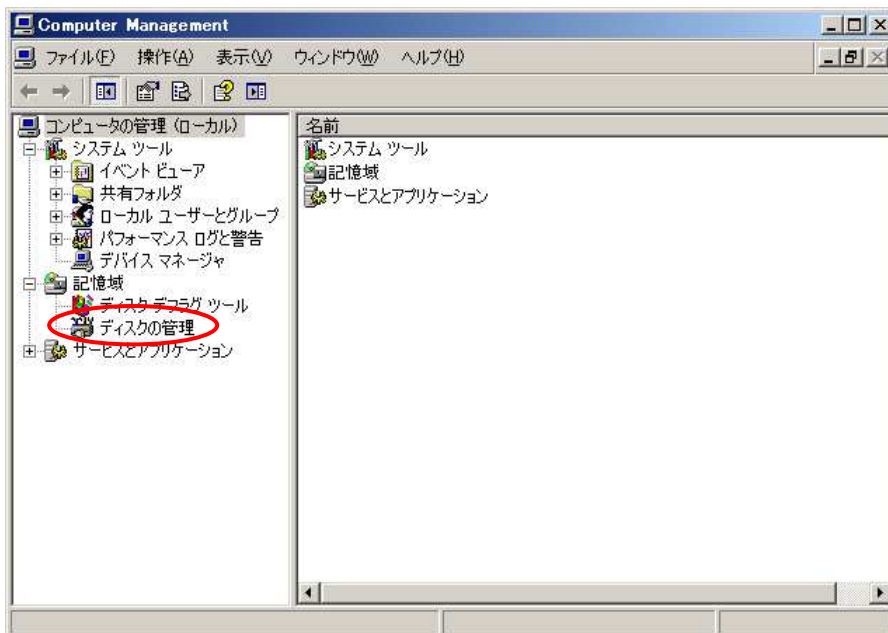 Computer Management
ファイル(F) 操作(A) 表示(V) ウィンドウ(W) ヘルプ(H)
コンピュータの管理 (ローカル)
システム ツール
イベント ビューア
共有フォルダ
ローカル ユーザーとグループ
パフォーマンス ログと警告
デバイス マネージャ
記憶域
ディスク デフラグ ツール
ディスクの管理
サービスとアプリケーション
名前
システム ツール
記憶域
サービスとアプリケーション